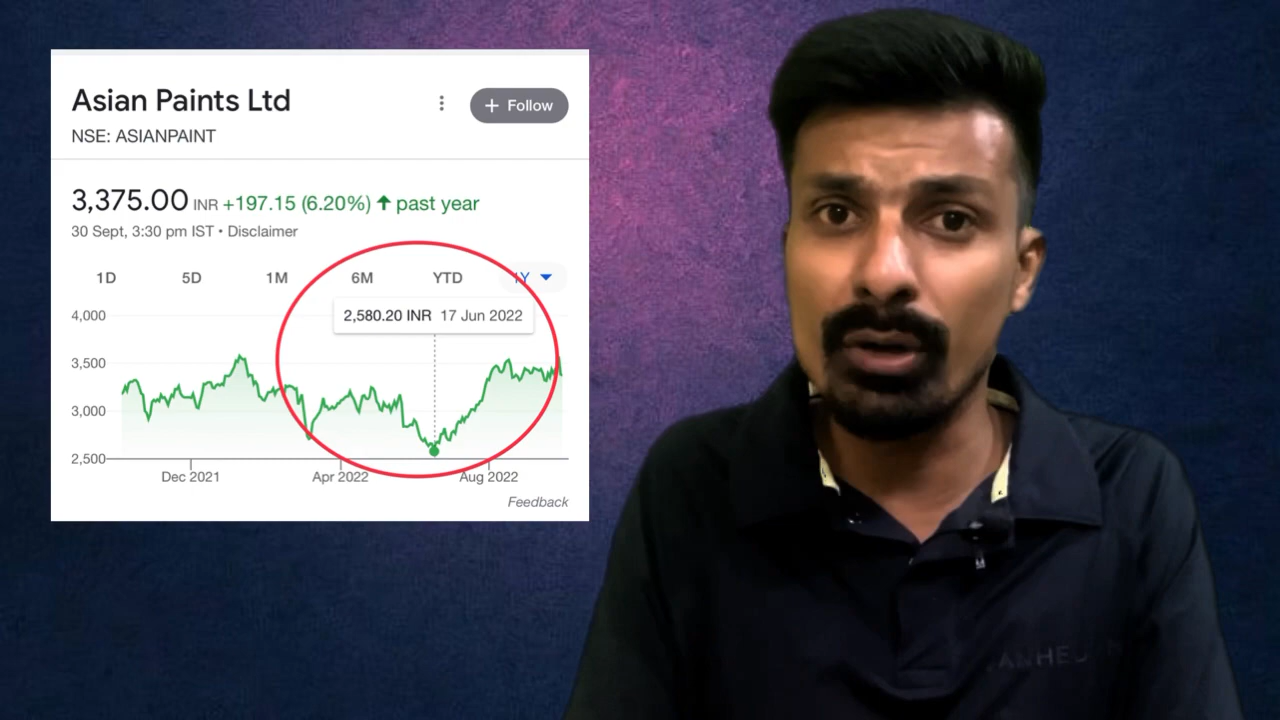 Asian Paints Ltd
+ Follow
NSE: ASIANPAINT
3,375.00 INR +197.15 (6.20%) ↑ past year
30 Sept, 3:30 pm IST • Disclaimer
1D 5D 1M 6M YTD 1Y
2,580.20 INR 17 Jun 2022
4,000
3,500
3,000
2,500
Dec 2021 Apr 2022 Aug 2022
Feedback